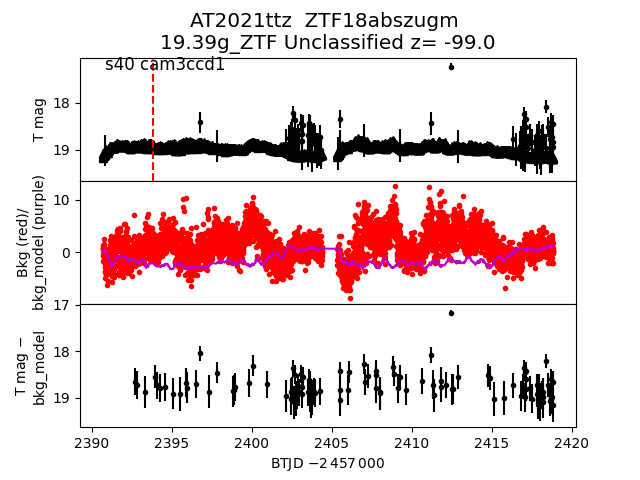 AT2021ttz  ZTF18abszugm
19.39g_ZTF Unclassified z= -99.0
s40 cam3ccd1
T mag
18
19
Bkg (red)/
bkg_model (purple)
10
0
T mag −
bkg_model
17
18
19
2390 2395 2400 2405 2410 2415 2420
BTJD −2 457 000